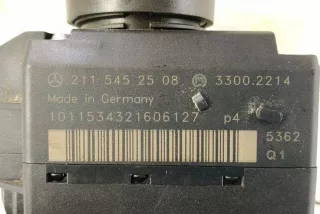 211 545 25 08 3300.2214
Made in Germany
1011534321606127 p4
5362
Q1